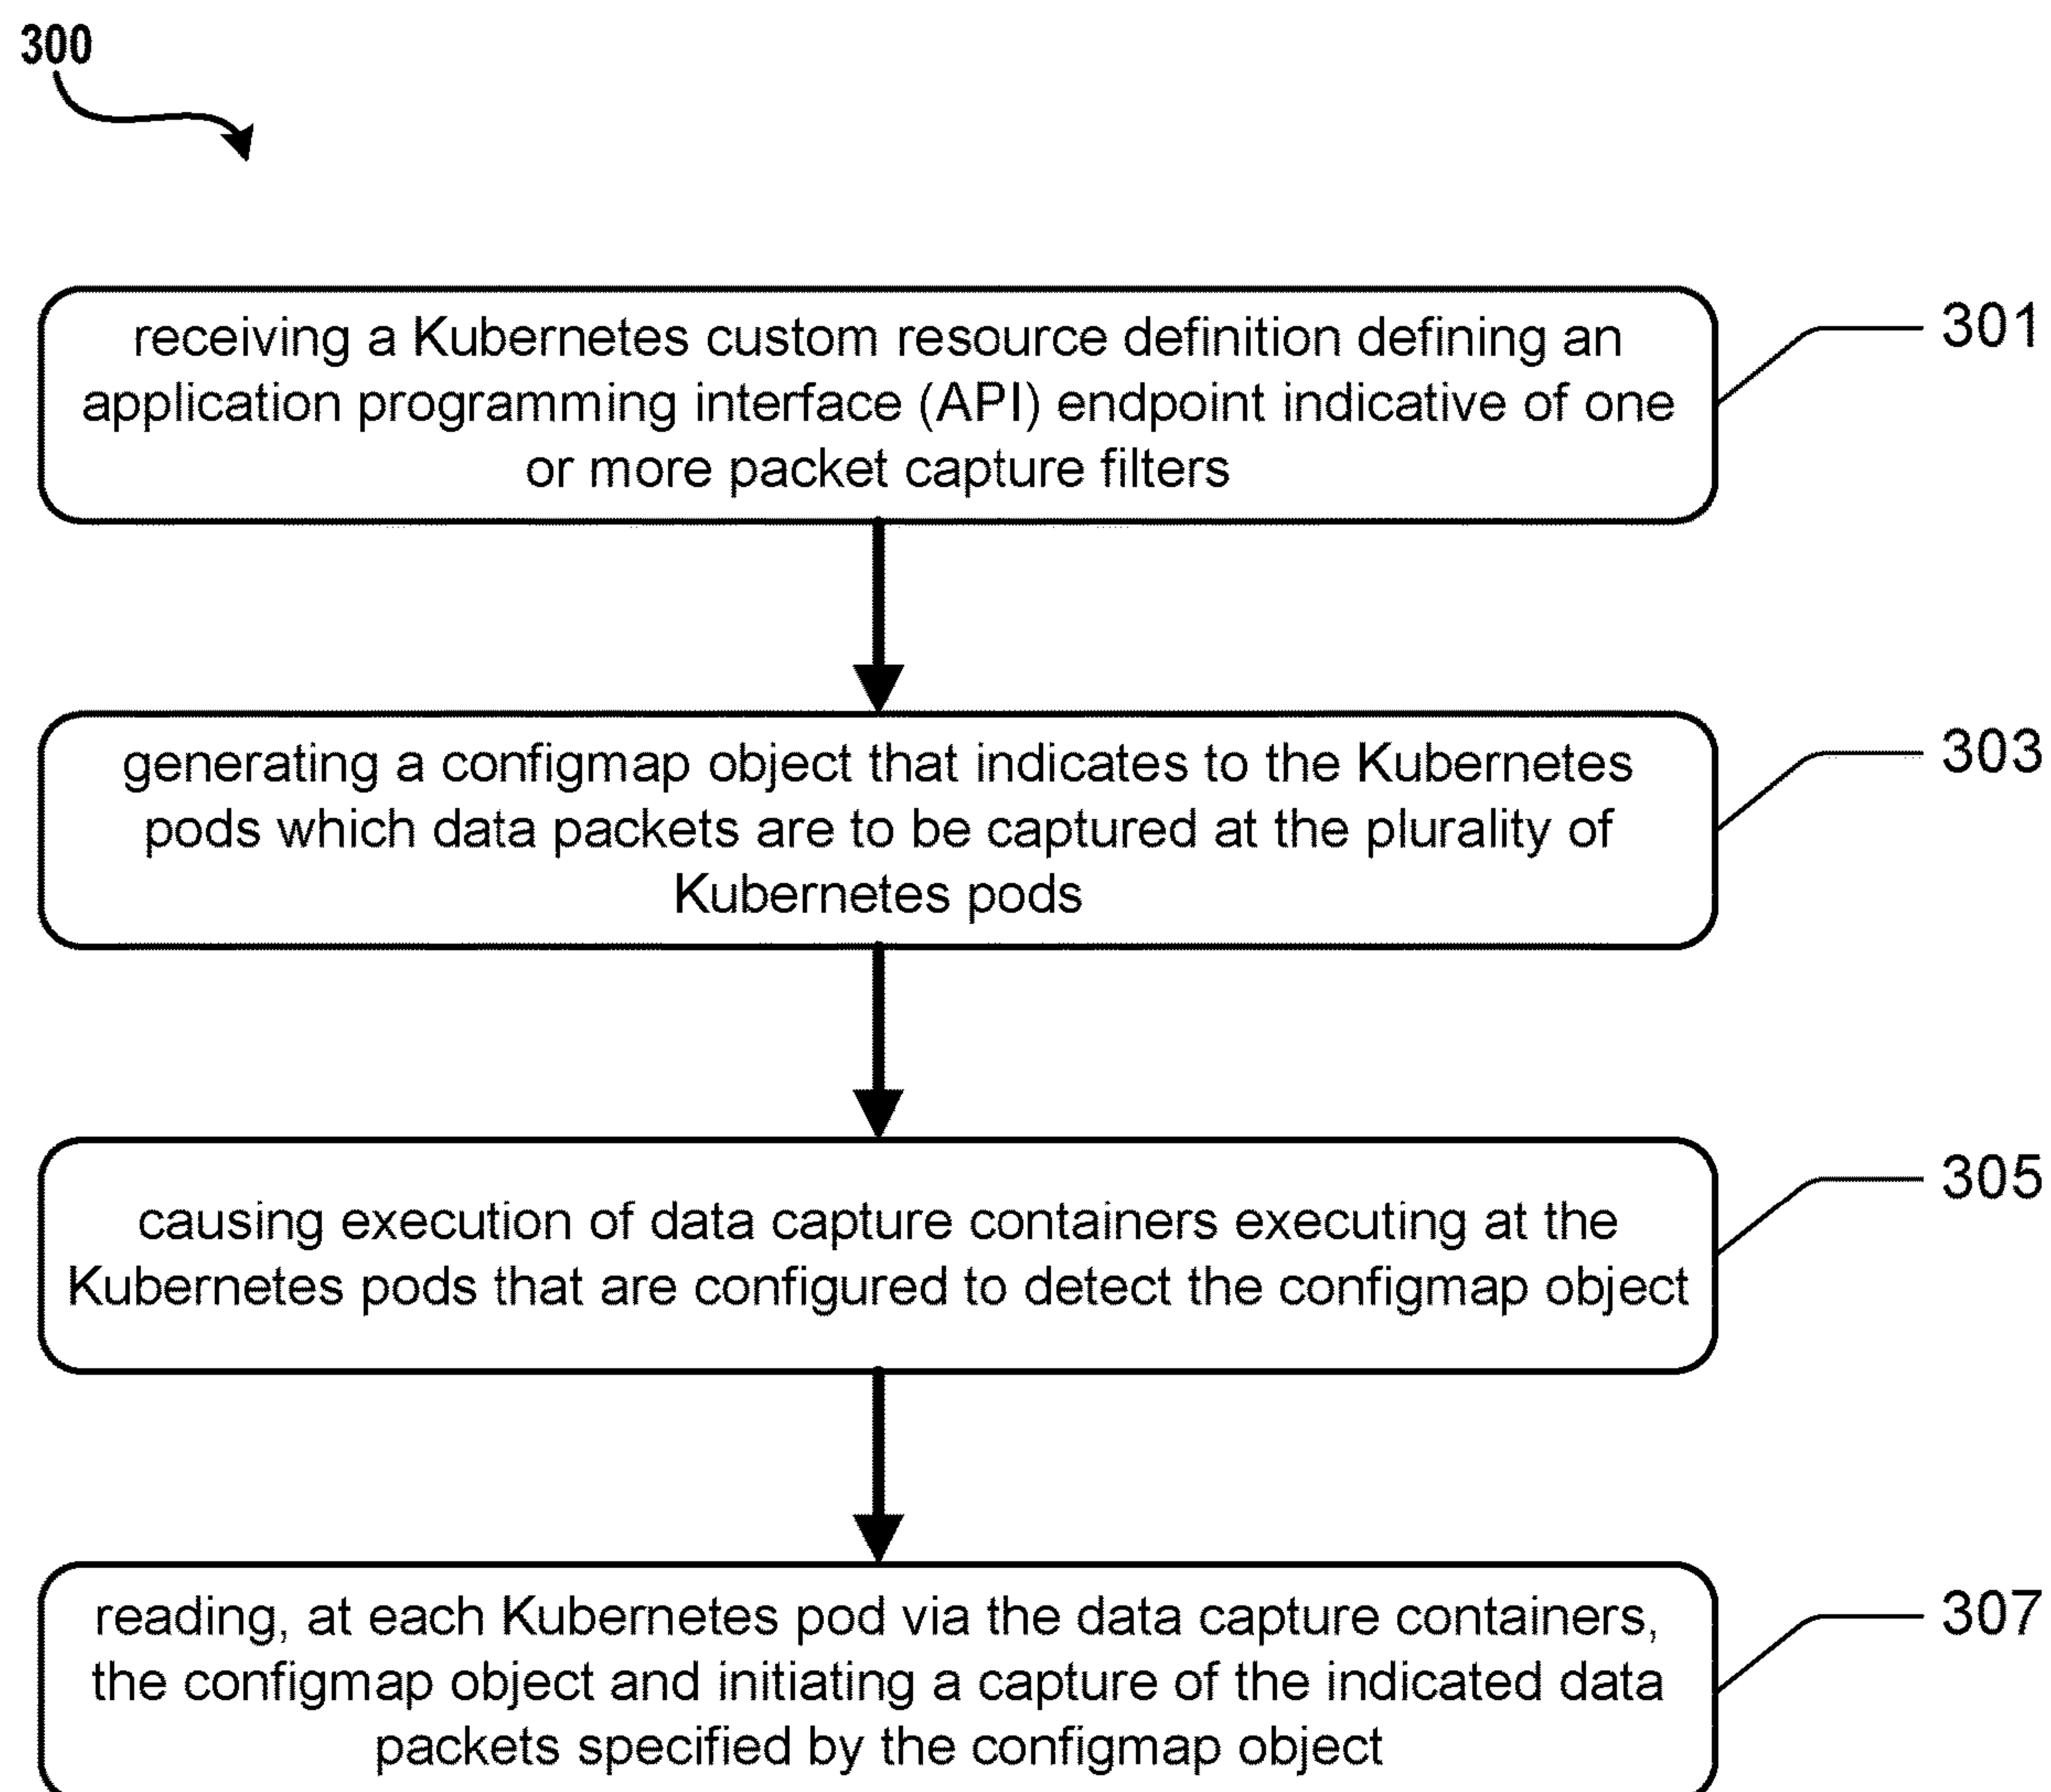 300
receiving a Kubernetes custom resource definition defining an
application programming interface (API) endpoint indicative of one
or more packet capture filters
301
generating a configmap object that indicates to the Kubernetes
pods which data packets are to be captured at the plurality of
Kubernetes pods
303
causing execution of data capture containers executing at the
Kubernetes pods that are configured to detect the configmap object
305
reading, at each Kubernetes pod via the data capture containers,
the configmap object and initiating a capture of the indicated data
packets specified by the configmap object
307